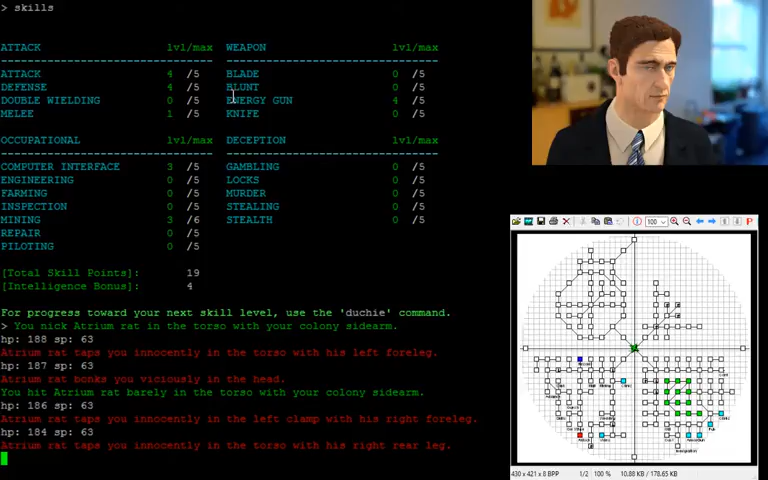 > skills
ATTACK lvl/max WEAPON lvl/max
ATTACK 4 /5 BLADE 0 /5
DEFENSE 4 /5 BLUNT 0 /5
DOUBLE WIELDING 0 /5 ENERGY GUN 4 /5
MELEE 1 /5 KNIFE 0 /5
OCCUPATIONAL lvl/max DECEPTION lvl/max
COMPUTER INTERFACE 3 /5 GAMBLING 0 /5
ENGINEERING 0 /5 LOCKS 0 /5
FARMING 0 /5 MURDER 0 /5
INSPECTION 0 /5 STEALING 0 /5
MINING 3 /6 STEALTH 0 /5
REPAIR 0 /5
PILOTING 0 /5
[Total Skill Points]: 19
[Intelligence Bonus]: 4
For progress toward your next skill level, use the 'duchie' command.
> You nick Atrium rat in the torso with your colony sidearm.
hp: 188 sp: 63
Atrium rat taps you innocently in the torso with his left foreleg.
hp: 187 sp: 63
Atrium rat bonks you viciously in the head.
You hit Atrium rat barely in the torso with your colony sidearm.
hp: 186 sp: 63
Atrium rat taps you innocently in the left clamp with his right foreleg.
hp: 184 sp: 63
Atrium rat taps you innocently in the torso with his right rear leg.
100
430 x 421 x 8 BPP 1/2 100 % 10.88 KB / 178.65 KB